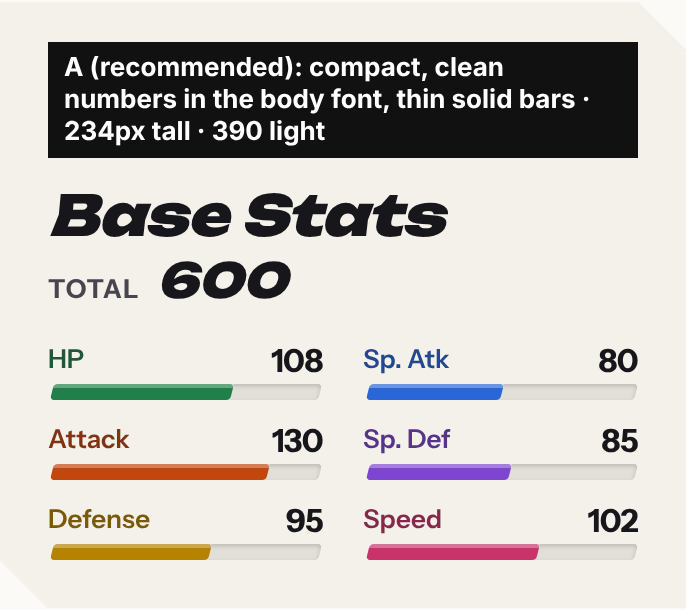 A (recommended): compact, clean
numbers in the body font, thin solid bars ·
234px tall · 390 light
Base Stats
TOTAL 600
HP 108
Sp. Atk 80
Attack 130
Sp. Def 85
Defense 95
Speed 102